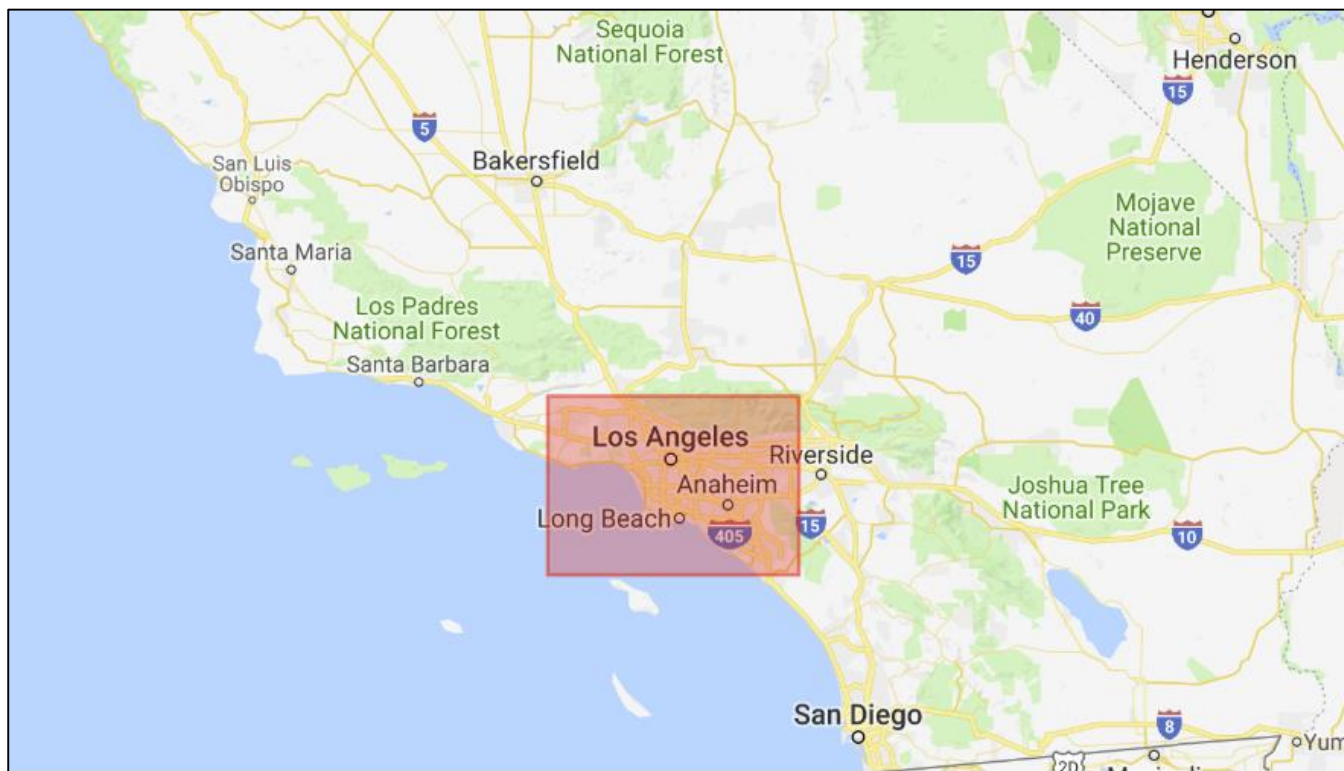 Sequoia
National Forest
Henderson
15
5
Bakersfield
San Luis
Obispo
Mojave
National
Preserve
Santa Maria
15
Los Padres
National Forest
40
Santa Barbara
Los Angeles
Riverside
Anaheim
Joshua Tree
National Park
Long Beach
405
15
10
San Diego
8
Yum
2D